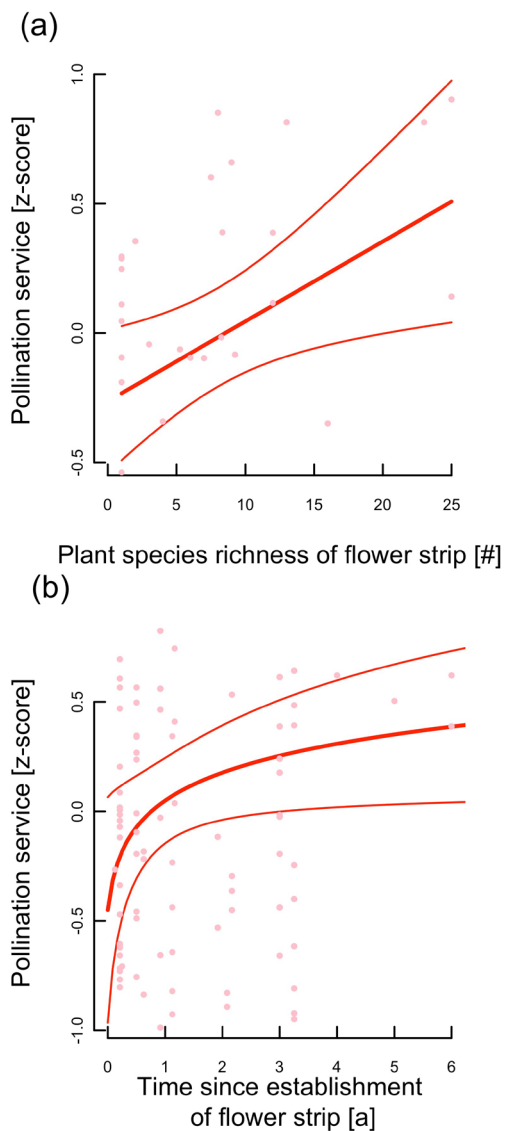 (a)
Pollination service [z-score]
1.0
0.5
0.0
-0.5
0 5 10 15 20 25
Plant species richness of flower strip [#]
(b)
Pollination service [z-score]
0.5
0.0
-0.5
-1.0
0 1 2 3 4 5 6
Time since establishment
of flower strip [a]